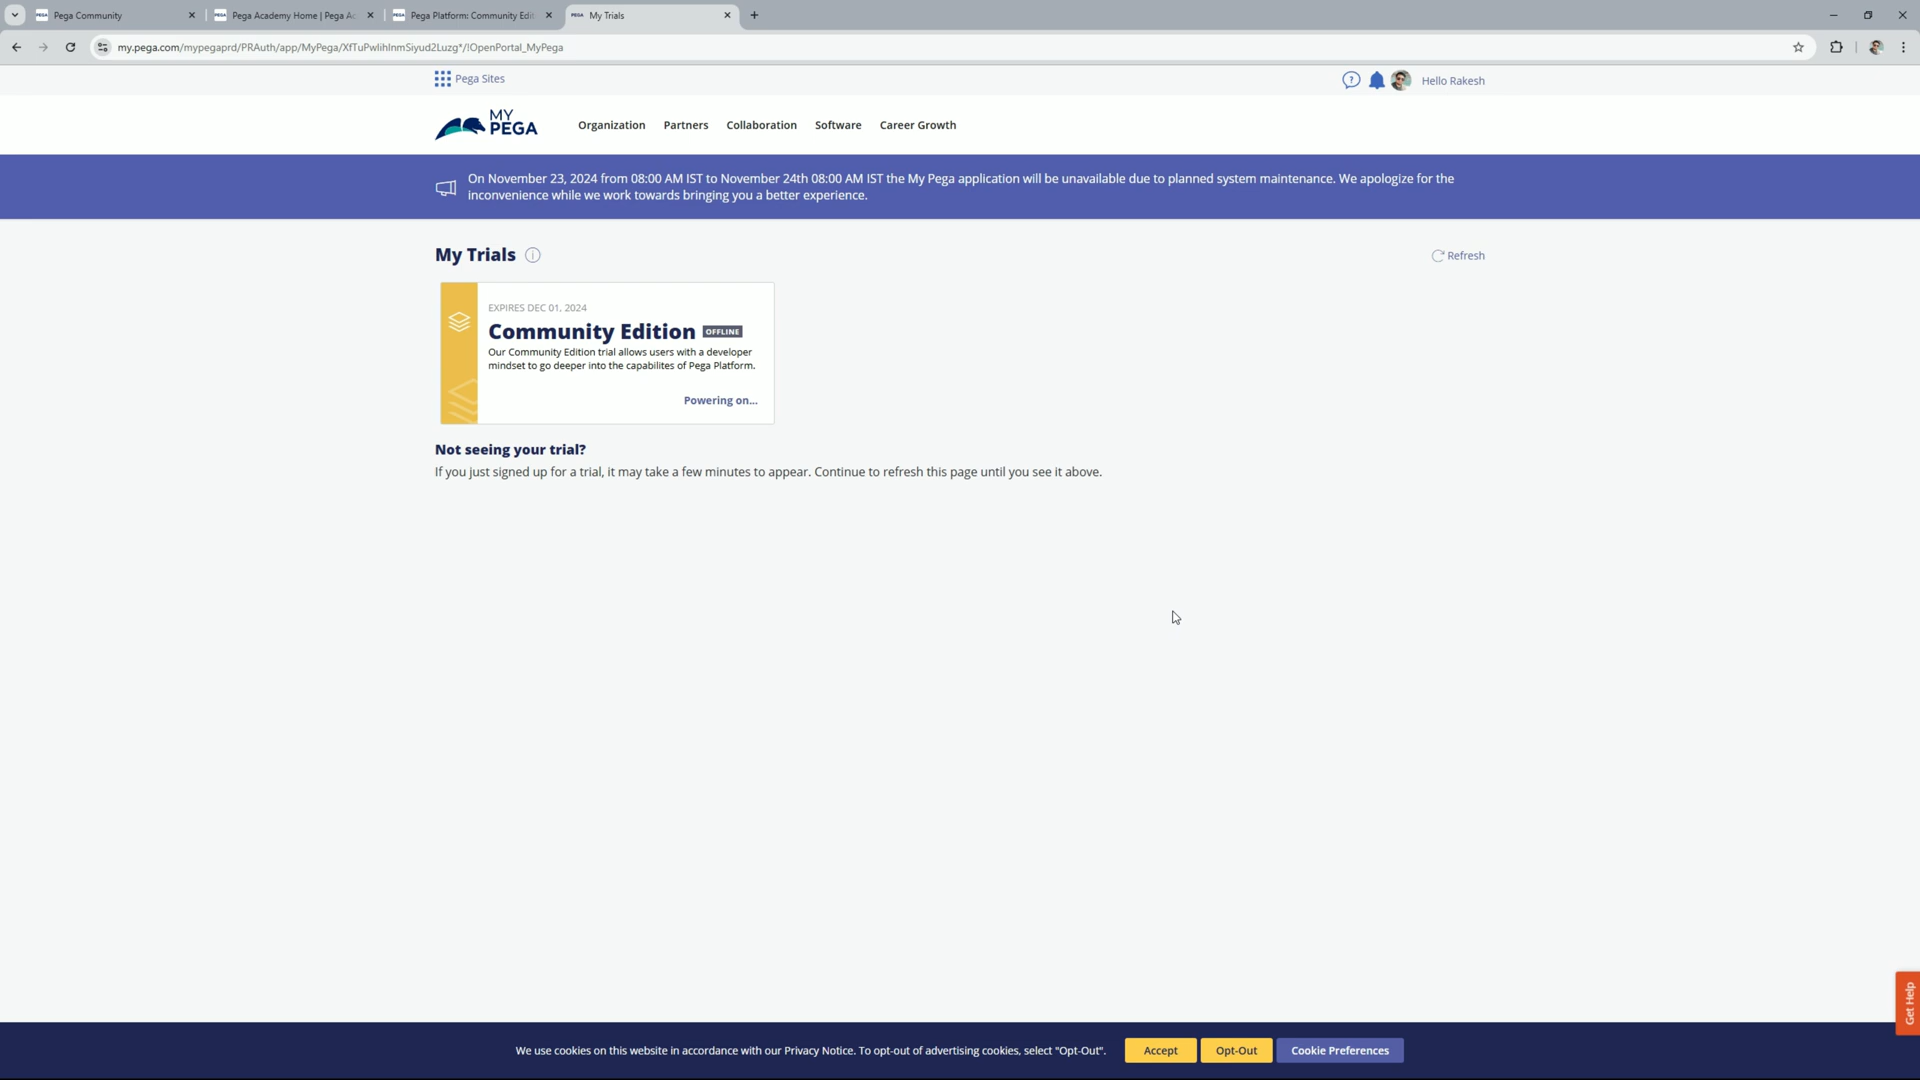 Pega Community
Pega Academy Home | Pega Ac
Pega Platform: Community Edit
My Trials
my.pega.com/mypegaprd/PRAuth/app/MyPega/XfTuPwIihInmSiyud2Luzg*/!OpenPortal_MyPega
Pega Sites
Hello Rakesh
MY PEGA
Organization
Partners
Collaboration
Software
Career Growth
On November 23, 2024 from 08:00 AM IST to November 24th 08:00 AM IST the My Pega application will be unavailable due to planned system maintenance. We apologize for the
inconvenience while we work towards bringing you a better experience.
My Trials
Refresh
EXPIRES DEC 01, 2024
Community Edition OFFLINE
Our Community Edition trial allows users with a developer
mindset to go deeper into the capabilites of Pega Platform.
Powering on...
Not seeing your trial?
If you just signed up for a trial, it may take a few minutes to appear. Continue to refresh this page until you see it above.
Get Help
We use cookies on this website in accordance with our Privacy Notice. To opt-out of advertising cookies, select "Opt-Out".
Accept
Opt-Out
Cookie Preferences